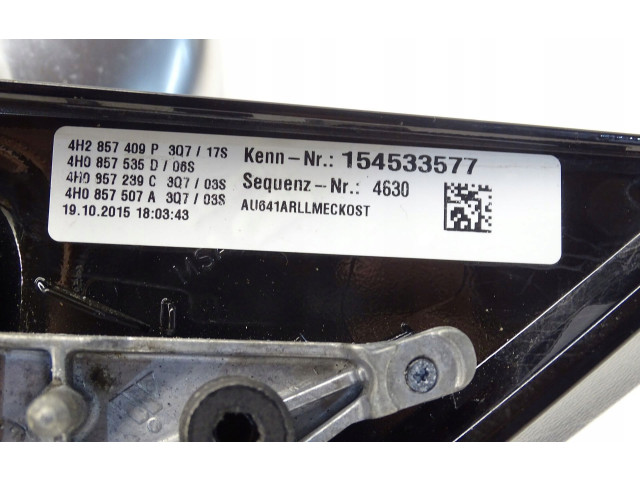 4H2 857 409 P 3Q7 / 17S
4H0 857 535 D / 06S
4H0 957 239 C 3Q7 / 03S
4H0 857 507 A 3Q7 / 03S
19.10.2015 18:03:43
Kenn-Nr.: 154533577
Sequenz-Nr.: 4630
AU641ARLLMECKOST